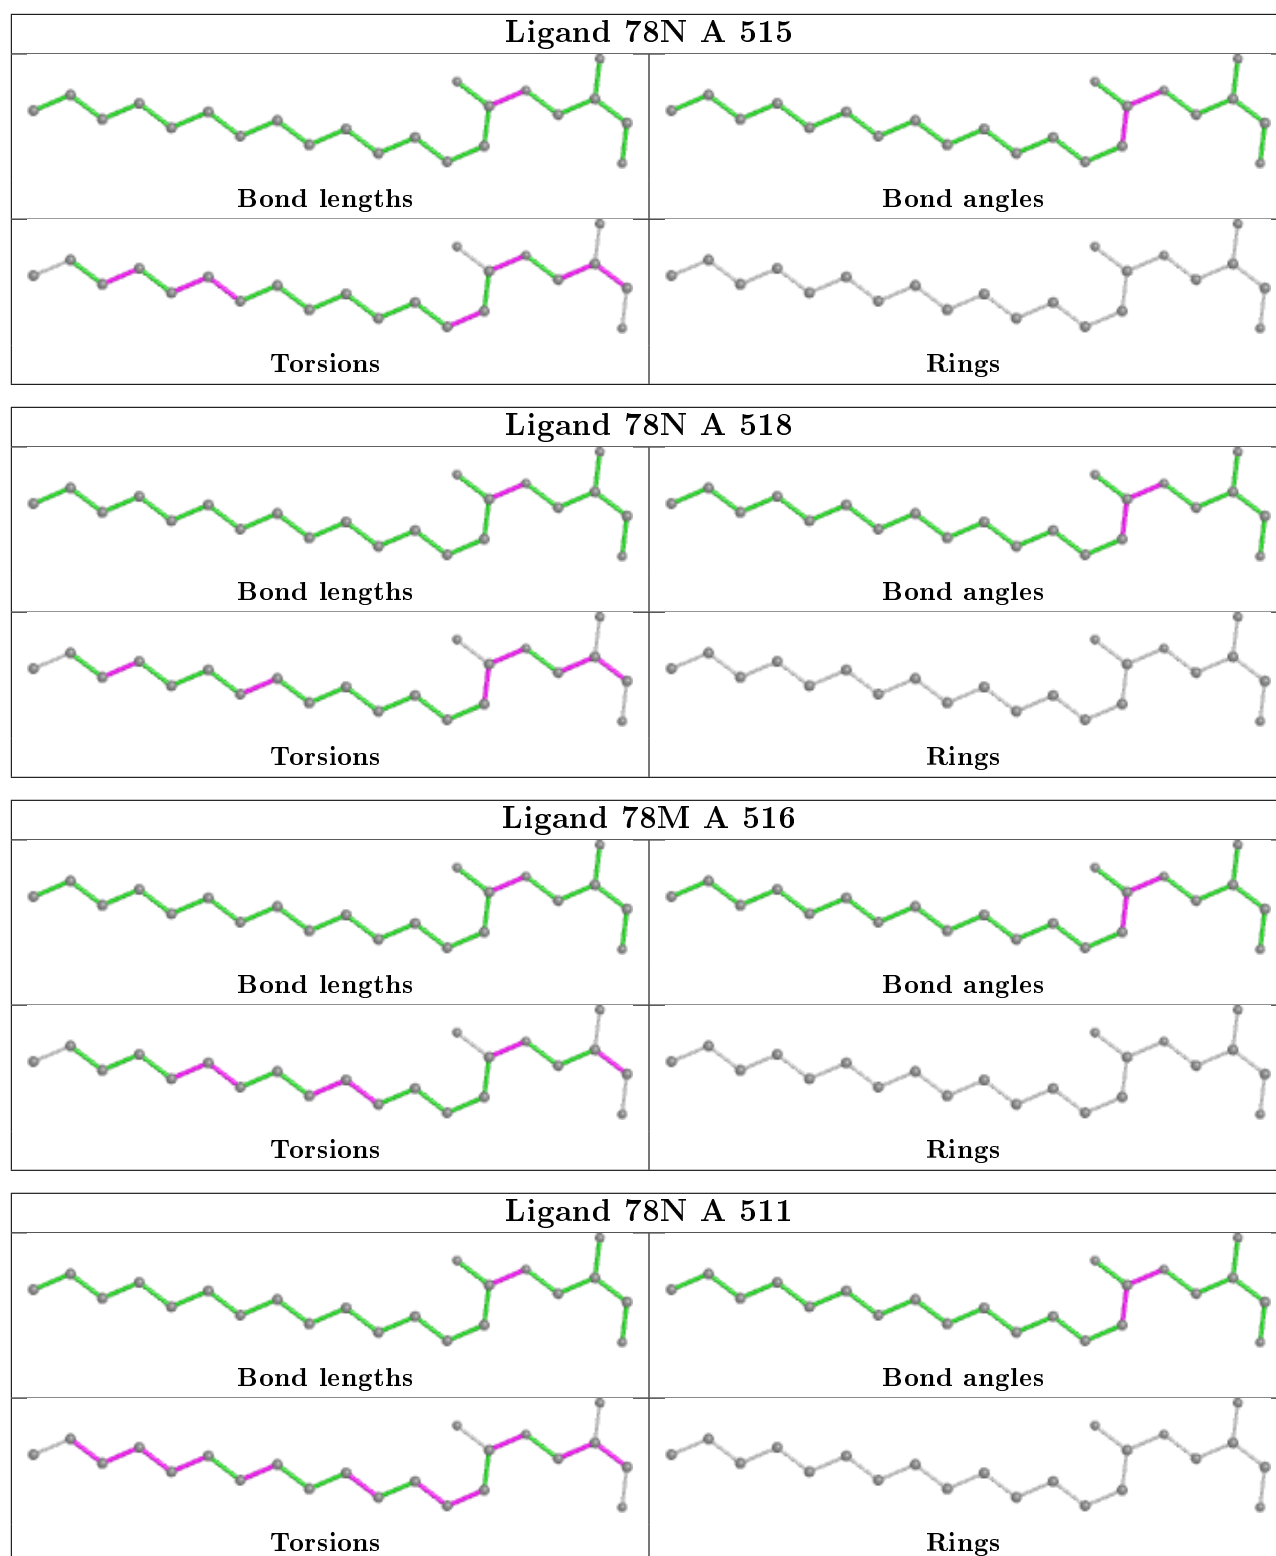 Ligand 78N A 515
Bond lengths
Bond angles
Torsions
Rings
Ligand 78N A 518
Bond lengths
Bond angles
Torsions
Rings
Ligand 78M A 516
Bond lengths
Bond angles
Torsions
Rings
Ligand 78N A 511
Bond lengths
Bond angles
Torsions
Rings